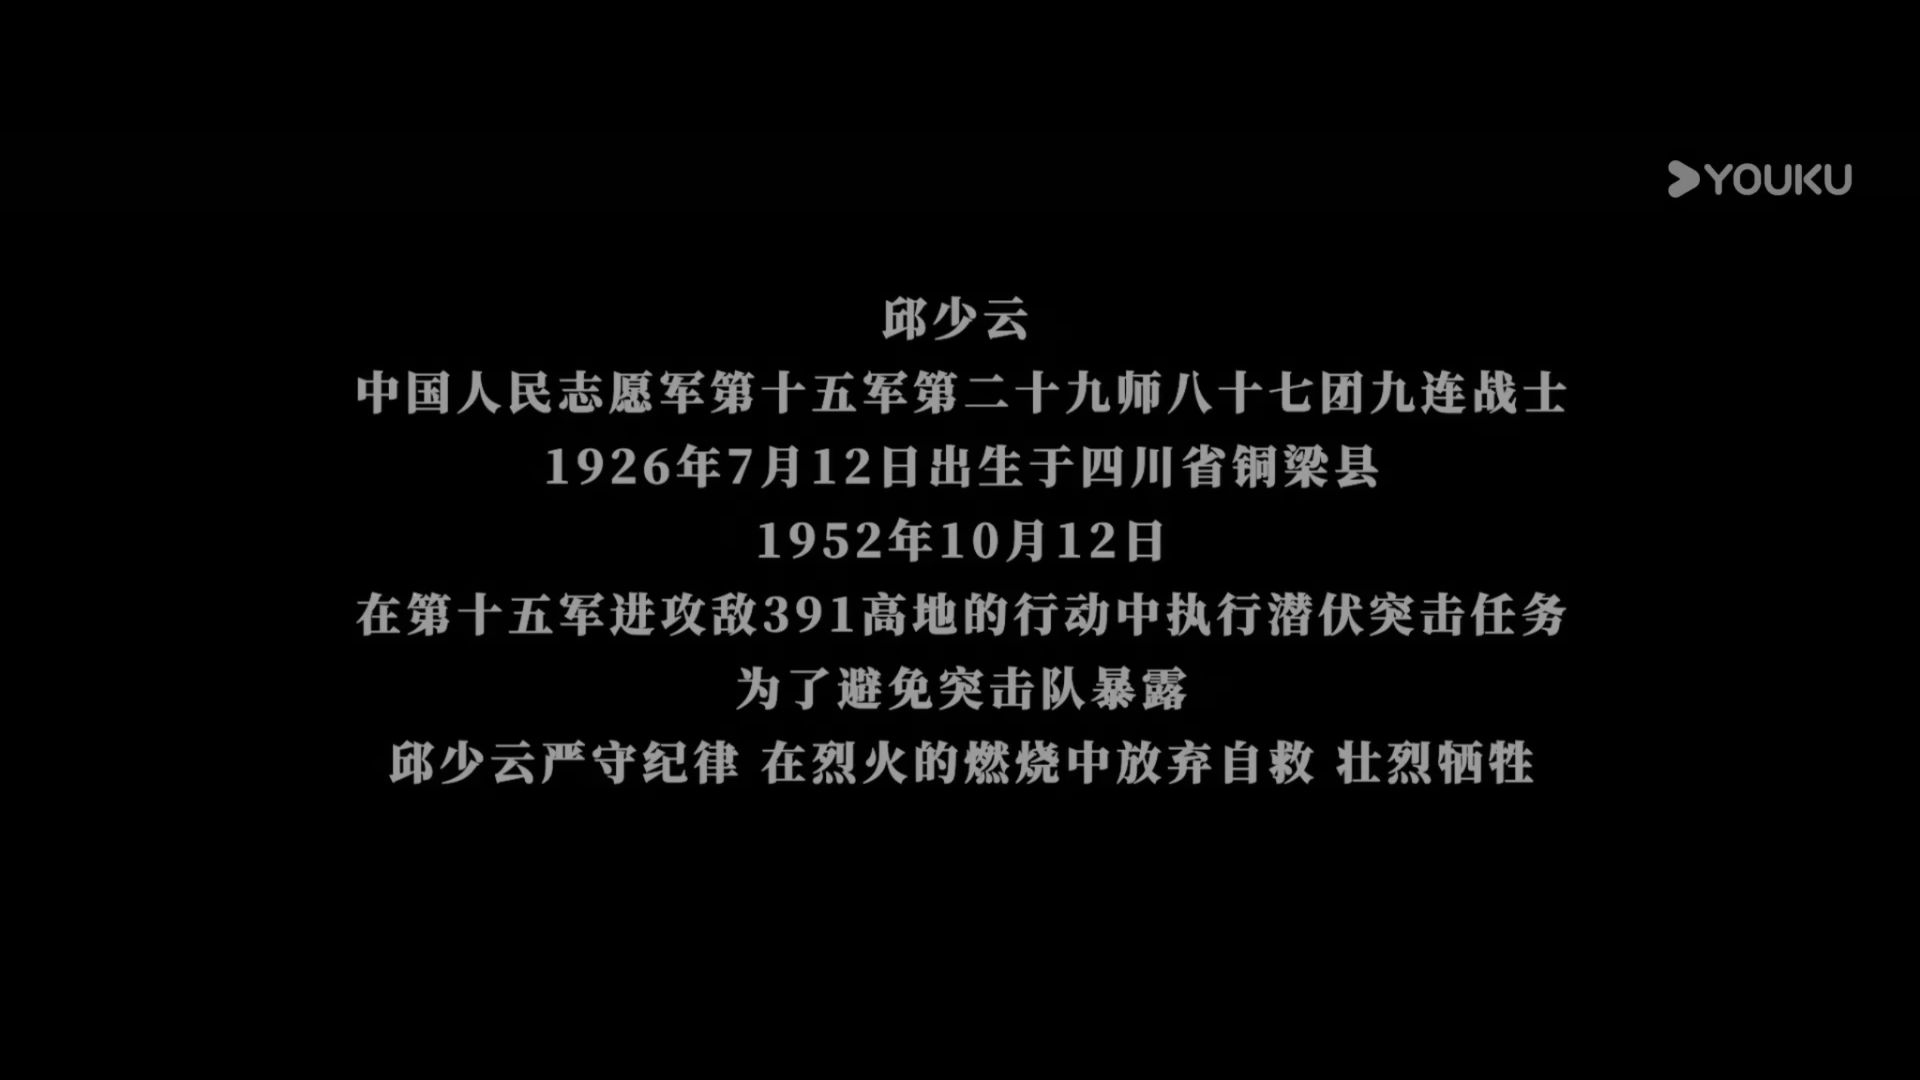 YOUKU
邱少云
中国人民志愿军第十五军第二十九师八十七团九连战士
1926年7月12日出生于四川省铜梁县
1952年10月12日
在第十五军进攻敌391高地的行动中执行潜伏突击任务
为了避免突击队暴露
邱少云严守纪律 在烈火的燃烧中放弃自救 壮烈牺牲